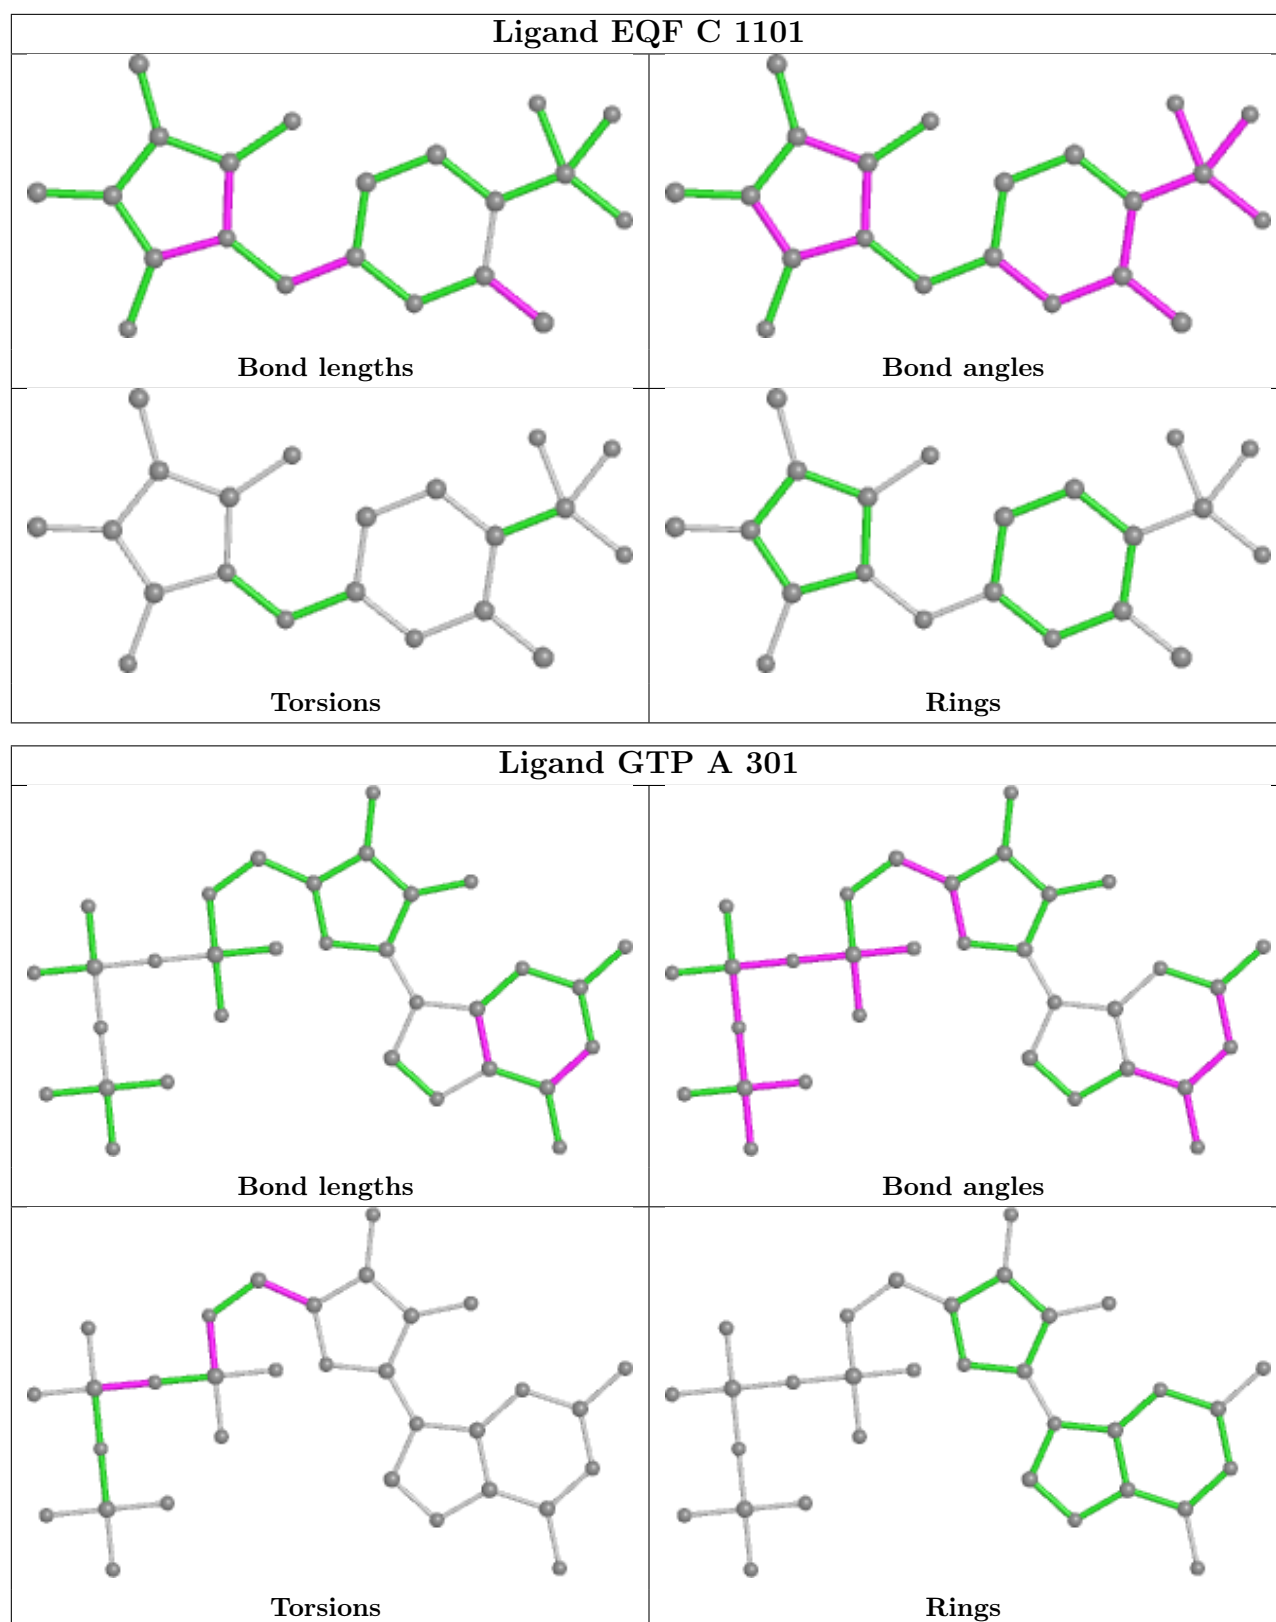 Ligand EQF C 1101
Bond lengths
Bond angles
Torsions
Rings
Ligand GTP A 301
Bond lengths
Bond angles
Torsions
Rings